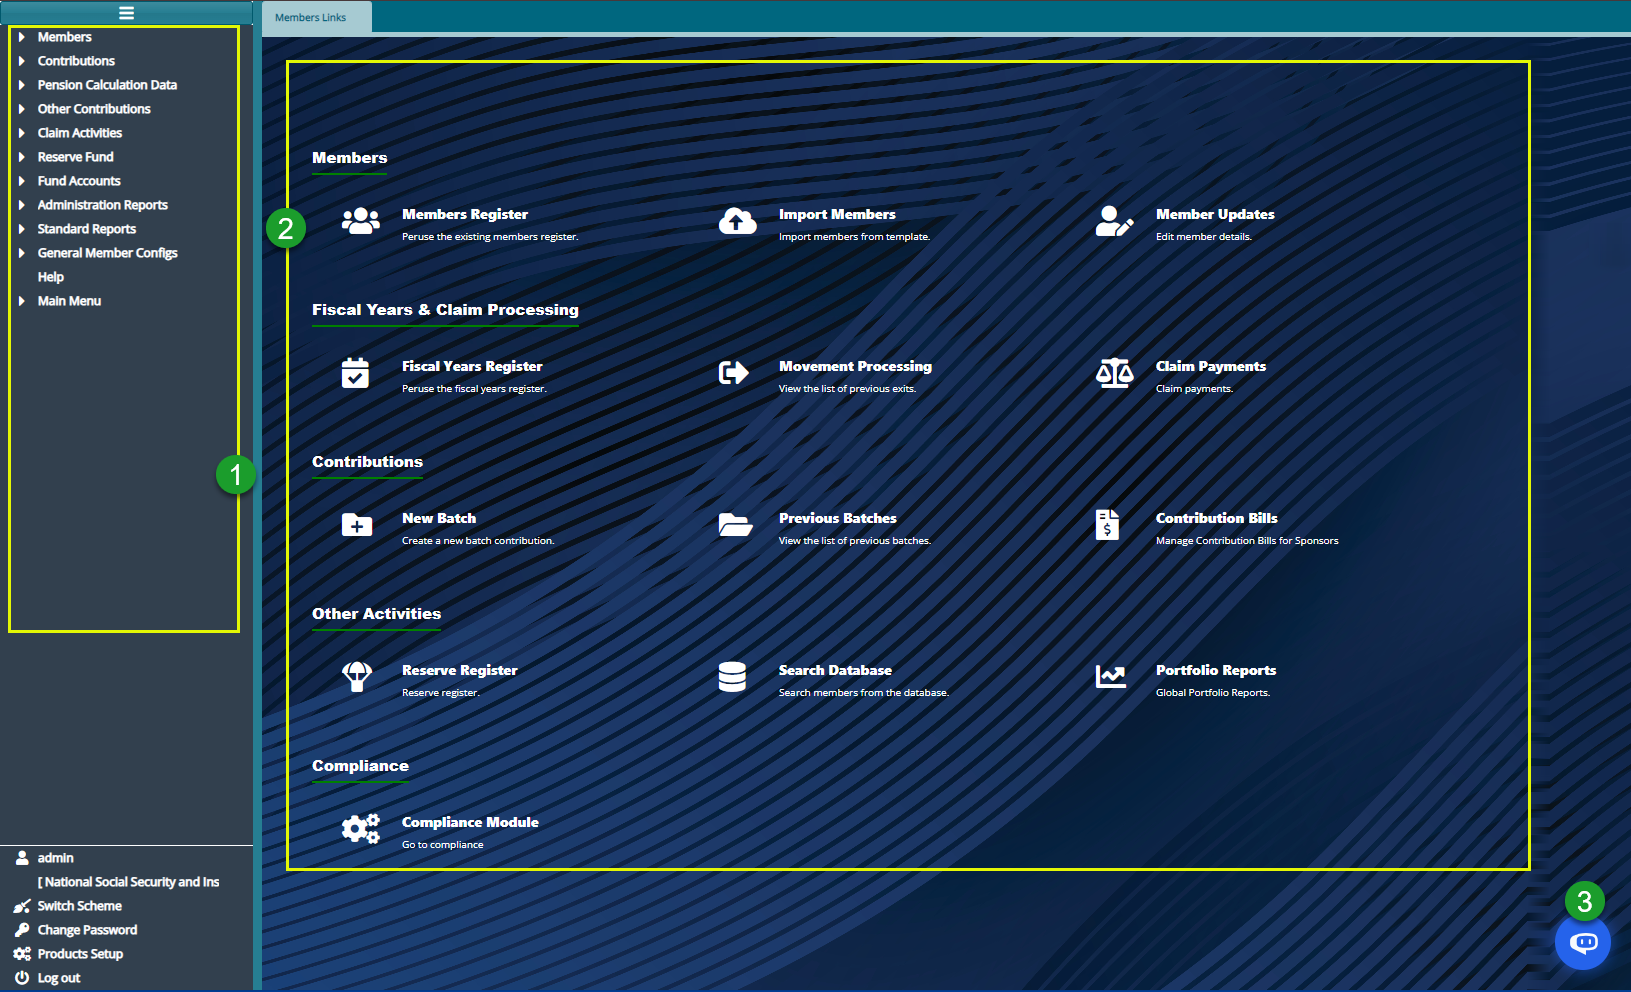 Members
Contributions
Pension Calculation Data
Other Contributions
Claim Activities
Reserve Fund
Fund Accounts
Administration Reports
Standard Reports
General Member Configs
Help
Main Menu
1
admin
[ National Social Security and Ins
Switch Scheme
Change Password
Products Setup
Log out
Members Links
2
Members
Members Register
Peruse the existing members register.
Import Members
Import members from template.
Member Updates
Edit member details.
Fiscal Years & Claim Processing
Fiscal Years Register
Peruse the fiscal years register.
Movement Processing
View the list of previous exits.
Claim Payments
Claim payments.
Contributions
New Batch
Create a new batch contribution.
Previous Batches
View the list of previous batches.
Contribution Bills
Manage Contribution Bills for Sponsors
Other Activities
Reserve Register
Reserve register.
Search Database
Search members from the database.
Portfolio Reports
Global Portfolio Reports.
Compliance
Compliance Module
Go to compliance
3